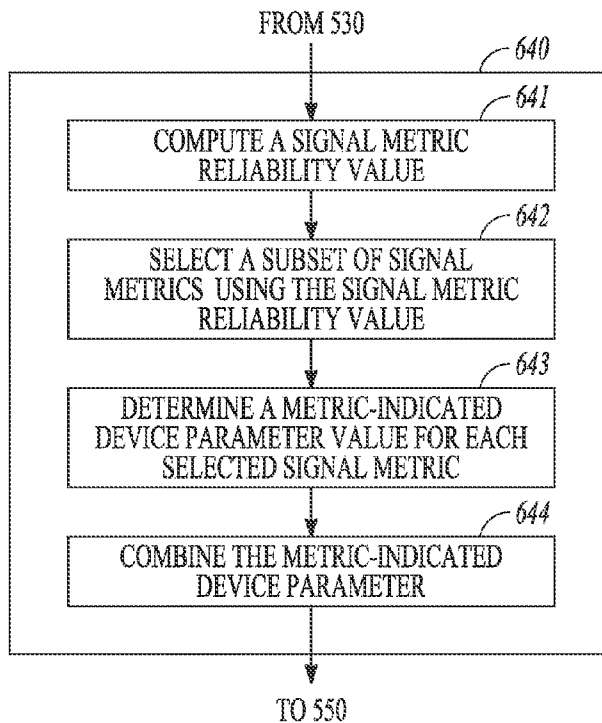 FROM 530
640
641
COMPUTE A SIGNAL METRIC
RELIABILITY VALUE
642
SELECT A SUBSET OF SIGNAL
METRICS USING THE SIGNAL METRIC
RELIABILITY VALUE
643
DETERMINE A METRIC-INDICATED
DEVICE PARAMETER VALUE FOR EACH
SELECTED SIGNAL METRIC
644
COMBINE THE METRIC-INDICATED
DEVICE PARAMETER
TO 550